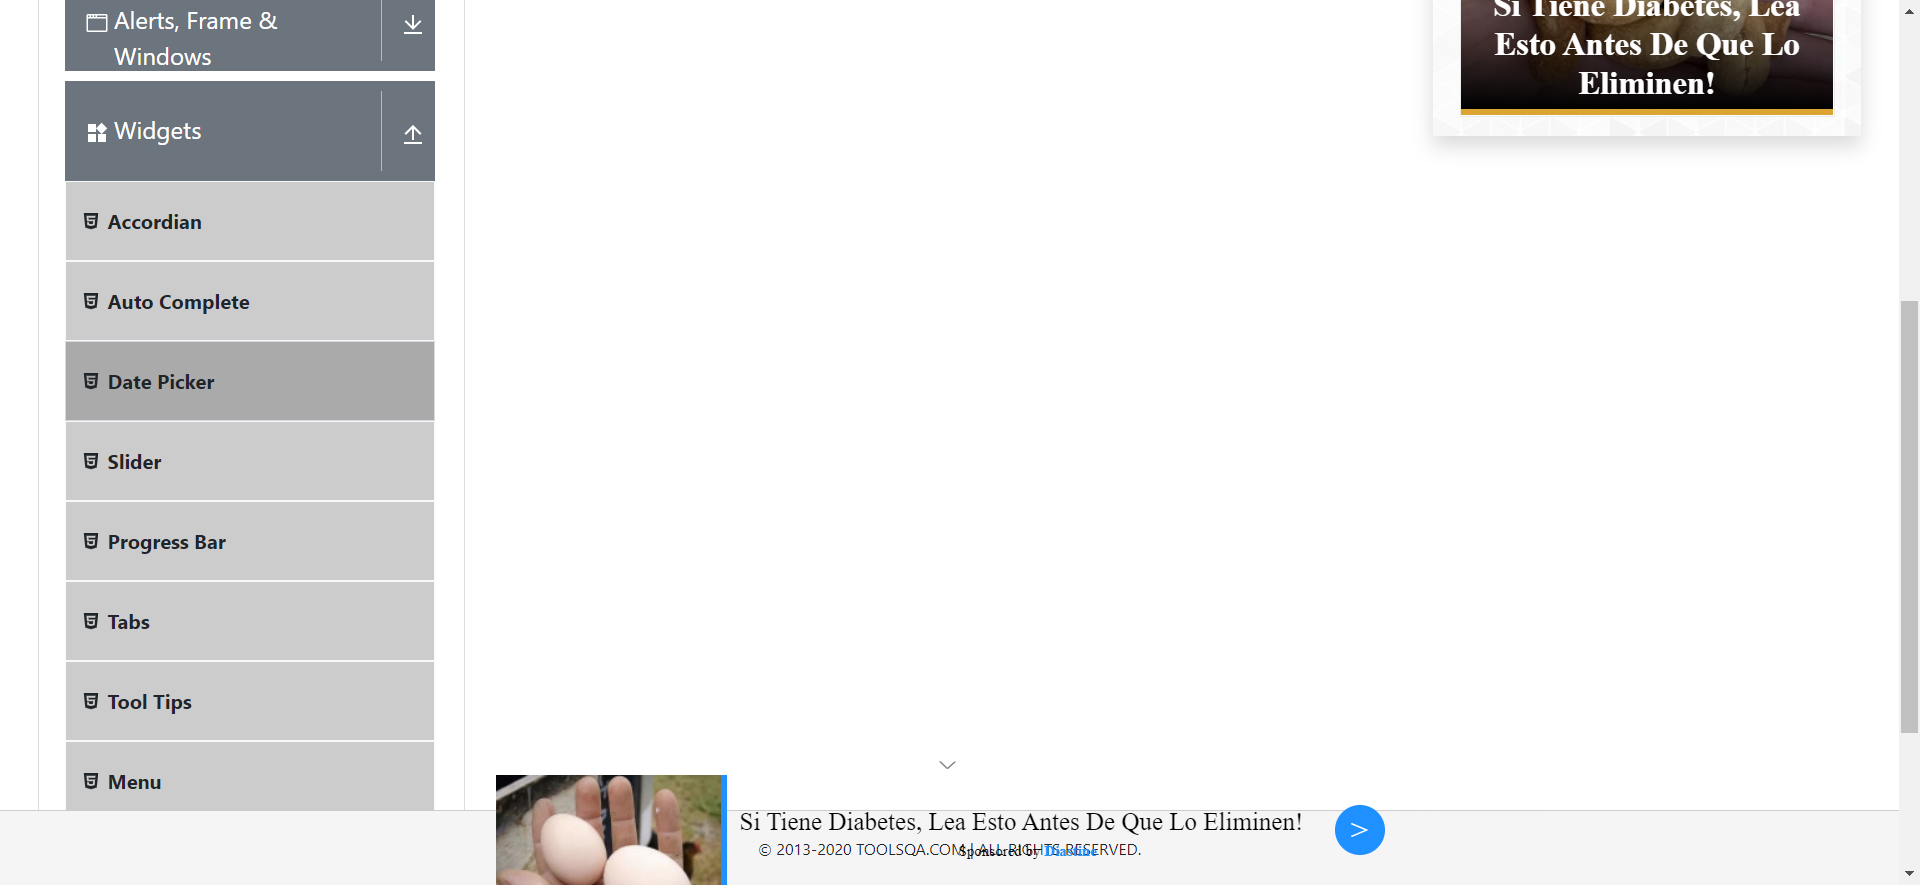 Alerts, Frame &
Windows
Widgets
Accordian
Auto Complete
Date Picker
Slider
Progress Bar
Tabs
Tool Tips
Menu
Si Tiene Diabetes, Lea
Esto Antes De Que Lo
Eliminen!
Si Tiene Diabetes, Lea Esto Antes De Que Lo Eliminen!
© 2013-2020 TOOLSQA.COM | ALL RIGHTS RESERVED.
Sponsored by